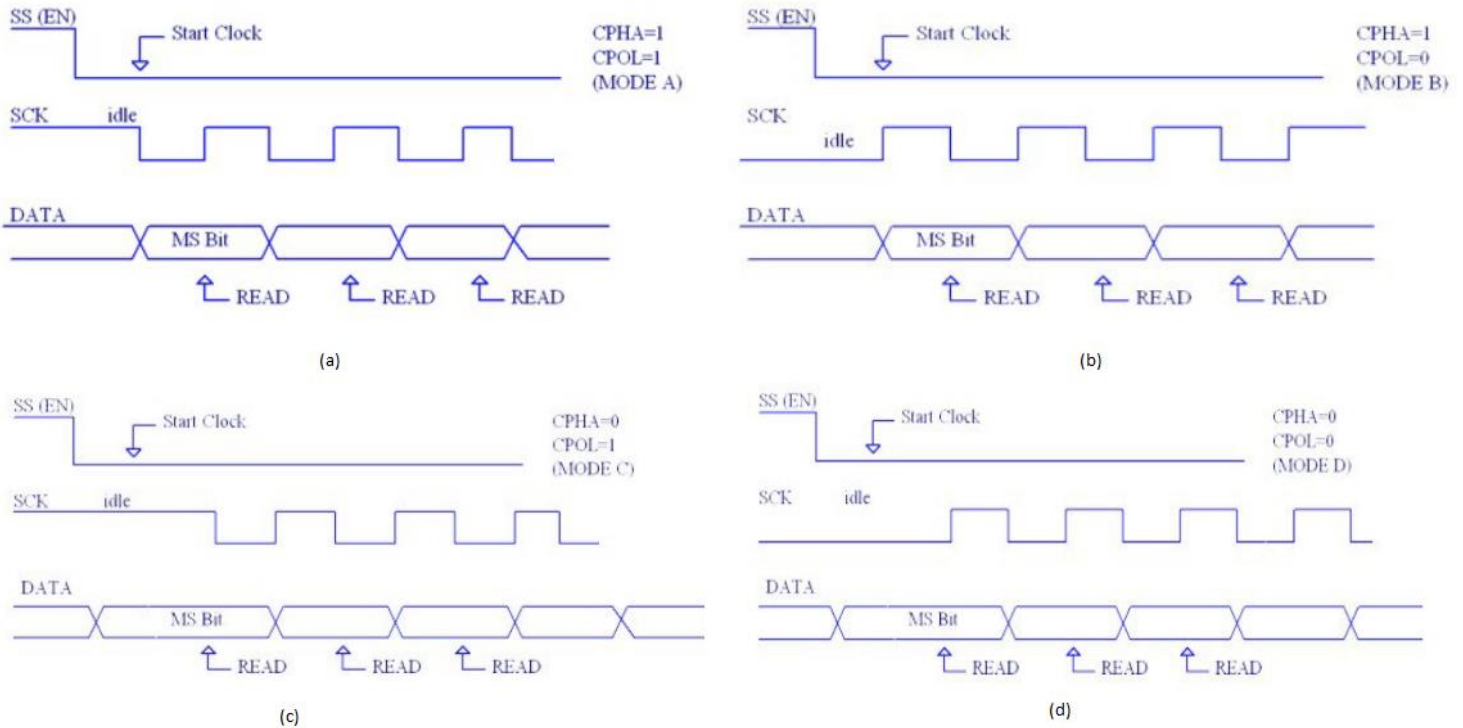 SS (EN)
Start Clock
CPHA=1
CPOL=1
(MODE A)
SCK idle
DATA
MS Bit
READ READ READ
(a)
SS (EN)
Start Clock
CPHA=1
CPOL=0
(MODE B)
SCK
idle
DATA
MS Bit
READ READ READ
(b)
SS (EN)
Start Clock
CPHA=0
CPOL=1
(MODE C)
SCK idle
DATA
MS Bit
READ READ READ
(c)
SS (EN)
Start Clock
CPHA=0
CPOL=0
(MODE D)
SCK idle
DATA
MS Bit
READ READ READ
(d)